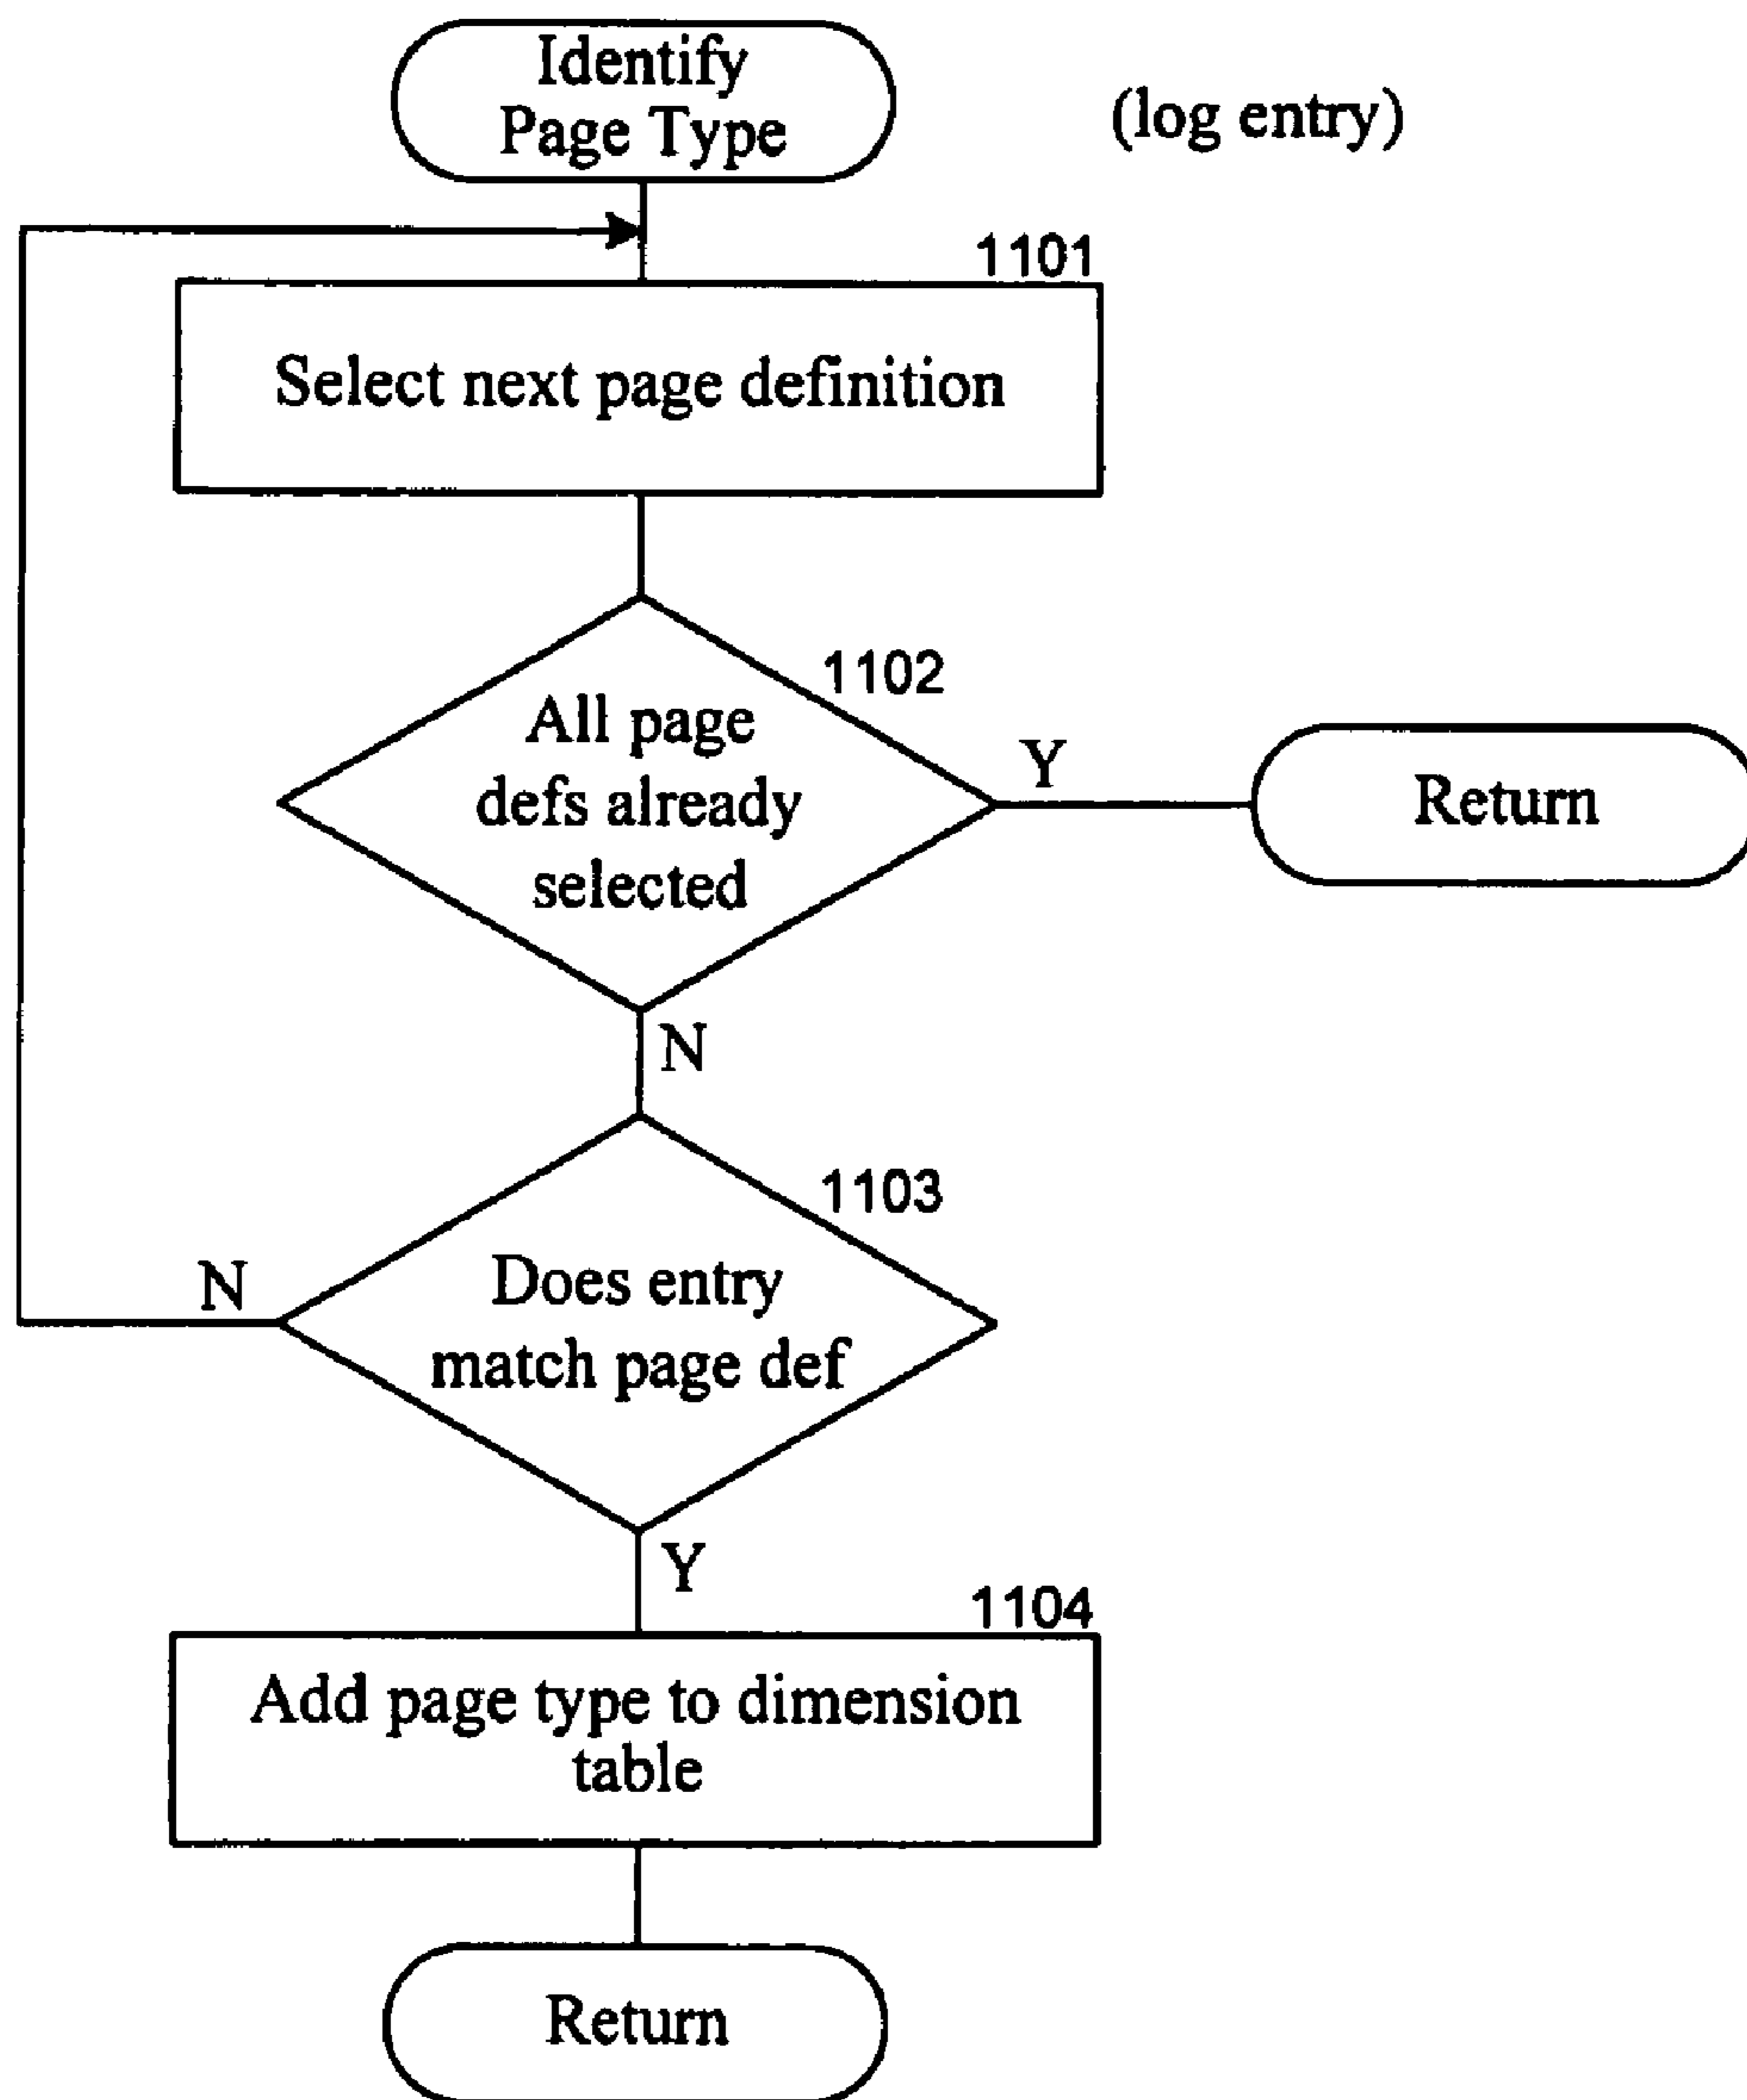 Identify
Page Type
(log entry)
1101
Select next page definition
1102
All page
defs already
selected
Y
Return
N
1103
Does entry
match page def
N
Y
1104
Add page type to dimension
table
Return